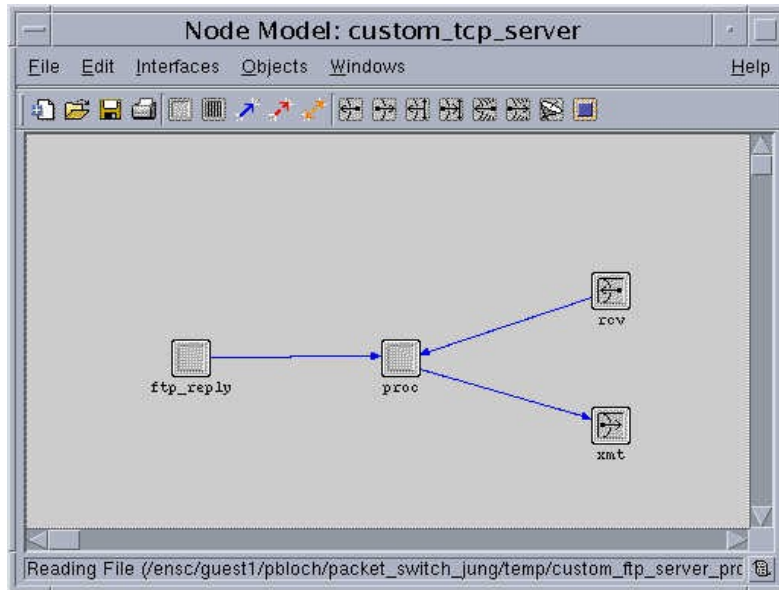 Node Model: custom_tcp_server
File Edit Interfaces Objects Windows Help
rcv
ftp_reply
proc
xmt
Reading File (/ensc/guest1/pbloch/packet_switch_jung/temp/custom_ftp_server_prc